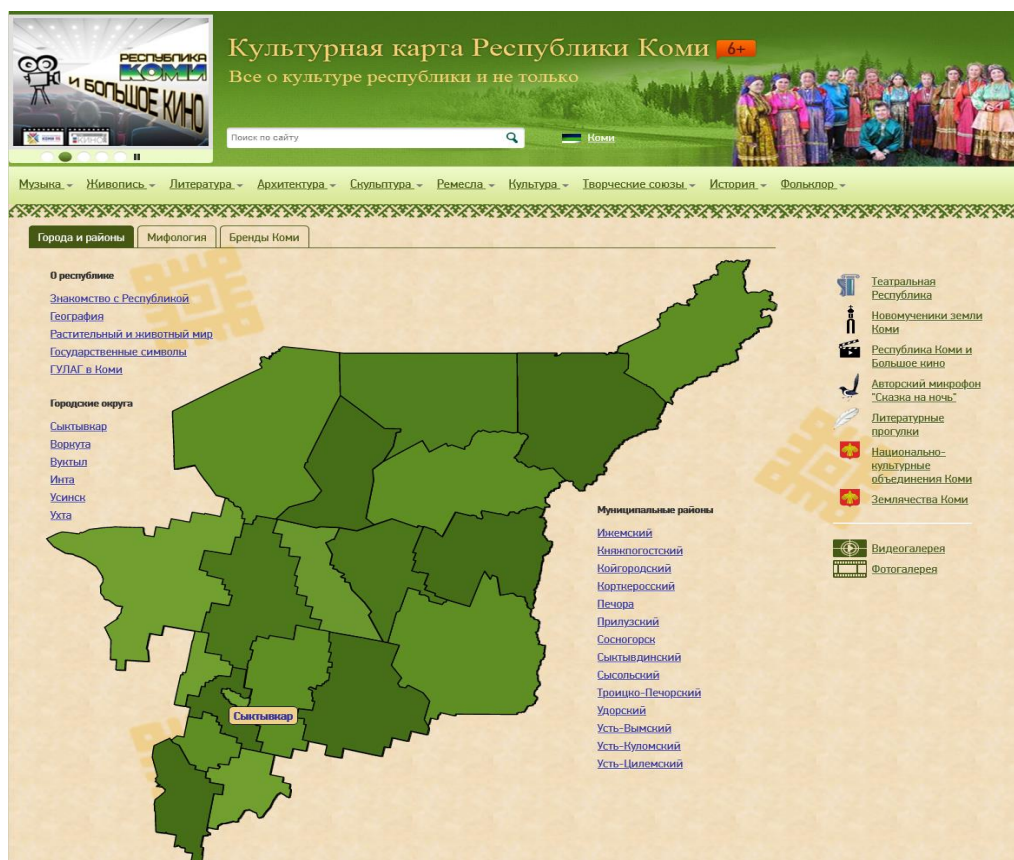 РЕСПУБЛИКА
КОМИ
И БОЛЬШОЕ КИНО
Культурная карта Республики Коми 6+
Все о культуре республики и не только
Поиск по сайту
Коми
Музыка Живопись Литература Архитектура Скульптура Ремесла Культура Творческие союзы История Фольклор
Города и районы Мифология Бренды Коми
О республике
Знакомство с Республикой
География
Растительный и животный мир
Государственные символы
ГУЛАГ в Коми
Городские округа
Сыктывкар
Воркута
Вуктыл
Инта
Усинск
Ухта
Сыктывкар
Муниципальные районы
Ижемский
Княжпогостский
Койгородский
Корткеросский
Печора
Прилузский
Сосногорск
Сыктывдинский
Сысольский
Троицко-Печорский
Удорский
Усть-Вымский
Усть-Куломский
Усть-Цилемский
Театральная
Республика
Новомученики земли
Коми
Республика Коми и
Большое кино
Авторский микрофон
"Сказка на ночь"
Литературные
прогулки
Национально-
культурные
объединения Коми
Землячества Коми
Видеогалерея
Фотогалерея